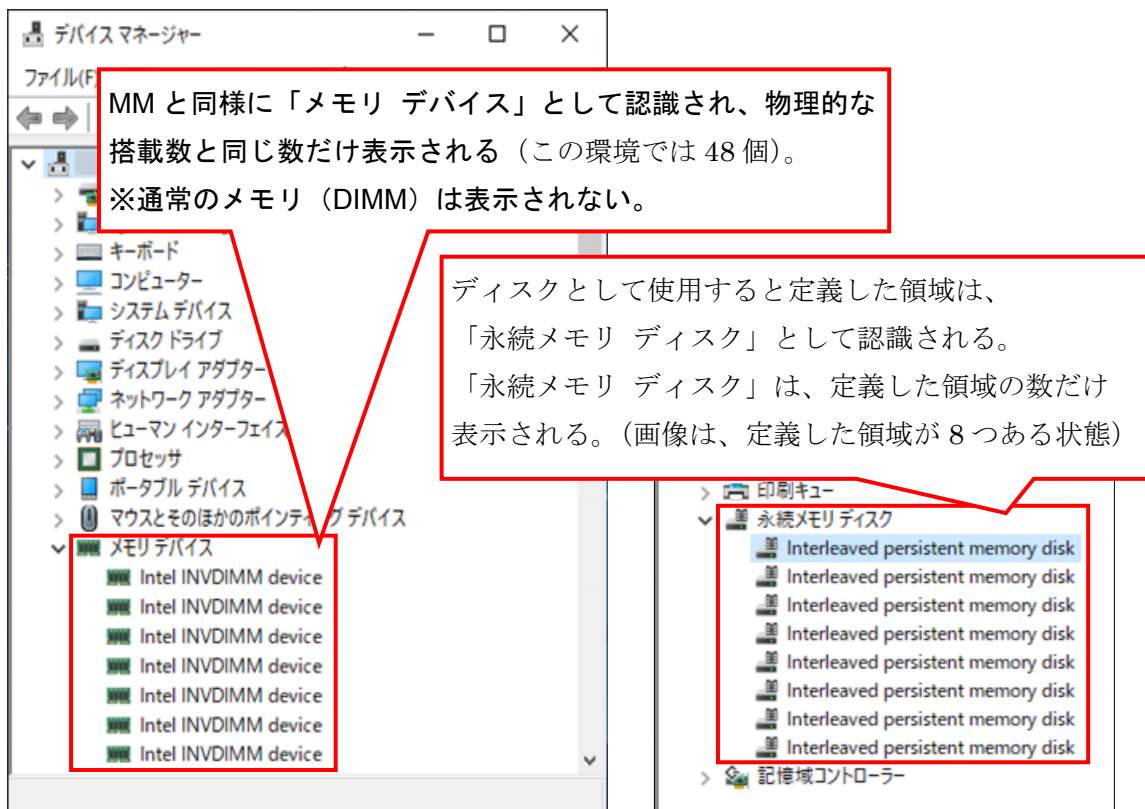 デバイス マネージャー
ファイル(F)
MM と同様に「メモリ デバイス」として認識され、物理的な
搭載数と同じ数だけ表示される（この環境では 48 個）。
※通常のメモリ（DIMM）は表示されない。
キーボード
コンピューター
システム デバイス
ディスク ドライブ
ディスプレイ アダプター
ネットワーク アダプター
ヒューマン インターフェイス
プロセッサ
ポータブル デバイス
マウスとそのほかのポインティング デバイス
メモリ デバイス
Intel INVDIMM device
Intel INVDIMM device
Intel INVDIMM device
Intel INVDIMM device
Intel INVDIMM device
Intel INVDIMM device
Intel INVDIMM device
ディスクとして使用すると定義した領域は、
「永続メモリ ディスク」として認識される。
「永続メモリ ディスク」は、定義した領域の数だけ
表示される。（画像は、定義した領域が 8 つある状態）
印刷キュー
永続メモリ ディスク
Interleaved persistent memory disk
Interleaved persistent memory disk
Interleaved persistent memory disk
Interleaved persistent memory disk
Interleaved persistent memory disk
Interleaved persistent memory disk
Interleaved persistent memory disk
Interleaved persistent memory disk
記憶域コントローラー